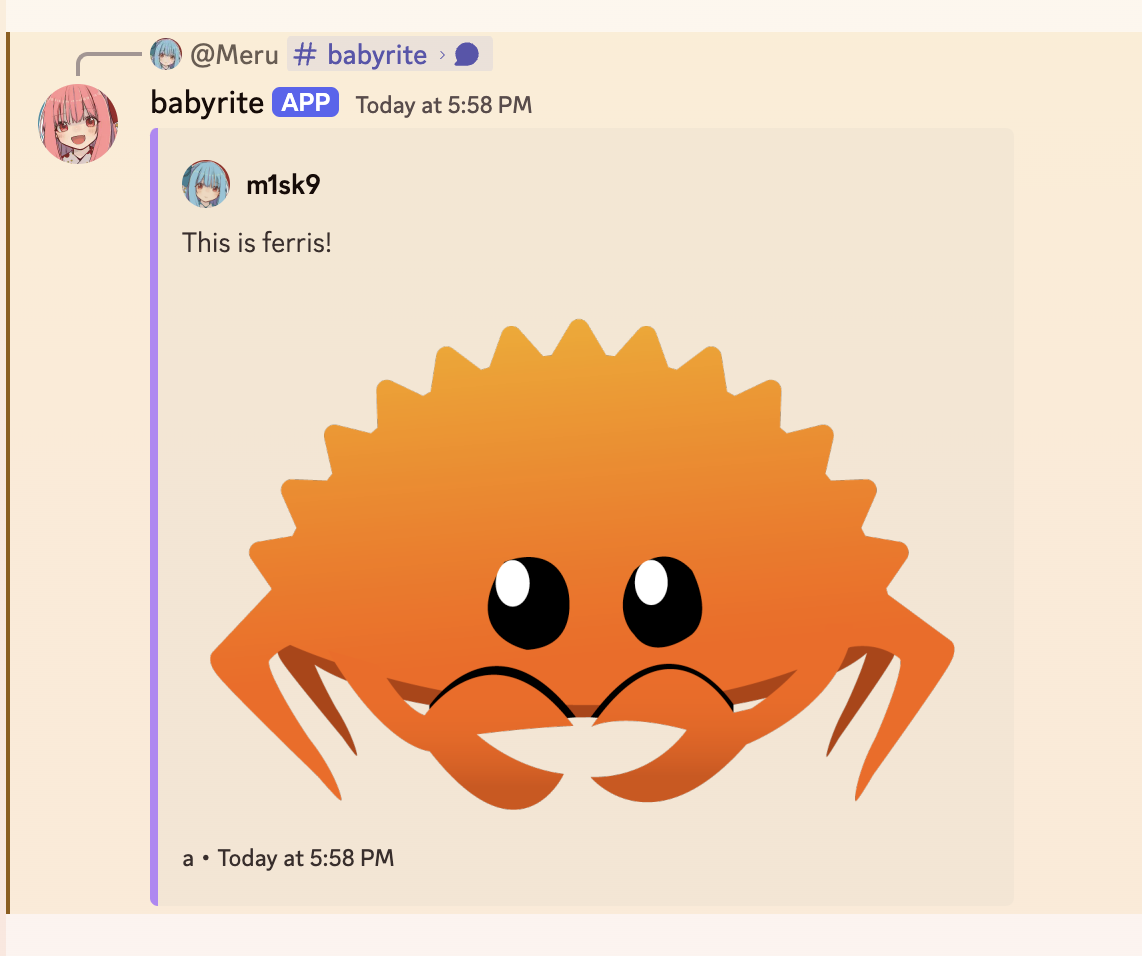 @Meru # babyrite ›
babyrite APP Today at 5:58 PM
m1sk9
This is ferris!
a • Today at 5:58 PM